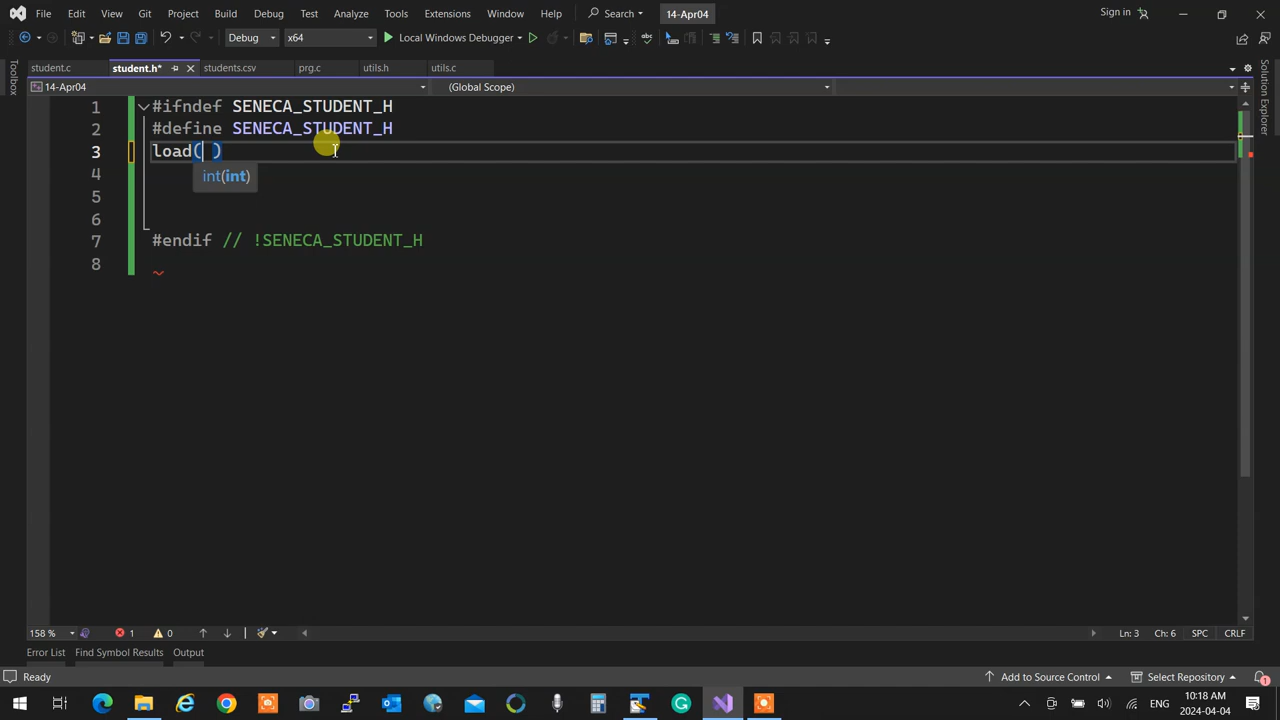 File Edit View Git Project Build Debug Test Analyze Tools Extensions Window Help Search 14-Apr04 Sign in
Debug x64 Local Windows Debugger
student.c student.h* students.csv prg.c utils.h utils.c
14-Apr04 (Global Scope)
1 #ifndef SENECA_STUDENT_H
2 #define SENECA_STUDENT_H
3 load( )
4 int(int)
5
6
7 #endif // !SENECA_STUDENT_H
8
Toolbox
Solution Explorer
158 % 1 0 Ln: 3 Ch: 6 SPC CRLF
Error List Find Symbol Results Output
Ready Add to Source Control Select Repository 1
ENG 10:18 AM
2024-04-04